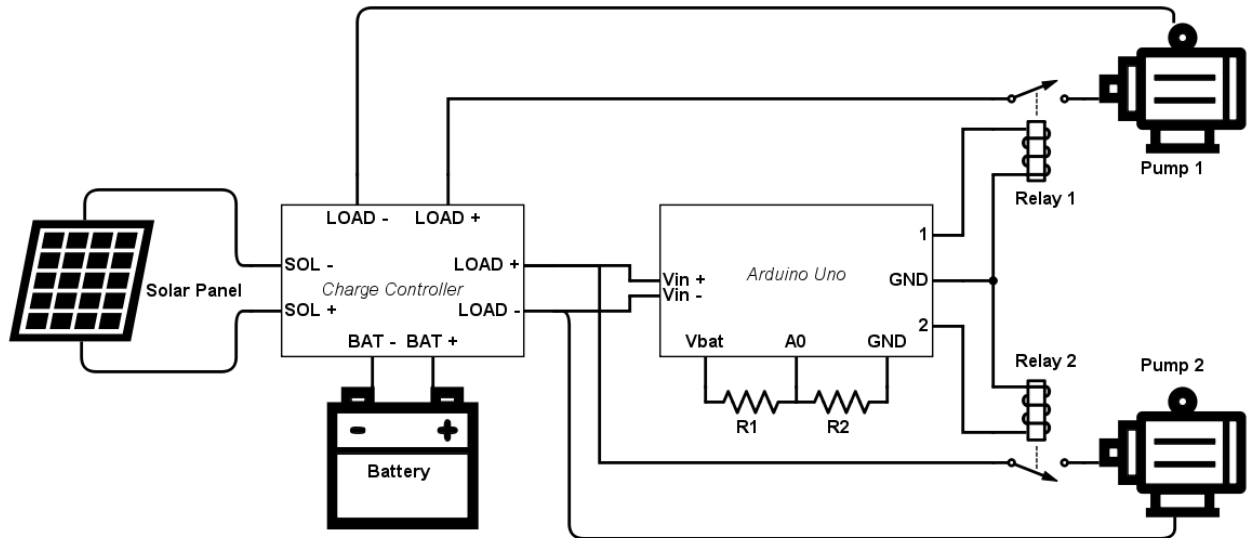 Pump 1
Relay 1
LOAD -
LOAD +
1
SOL -
LOAD +
Vin +
Arduino Uno
GND
Solar Panel
Charge Controller
Vin -
SOL +
LOAD -
2
BAT -
BAT +
Vbat
A0
GND
Relay 2
Pump 2
R1
R2
-
+
Battery